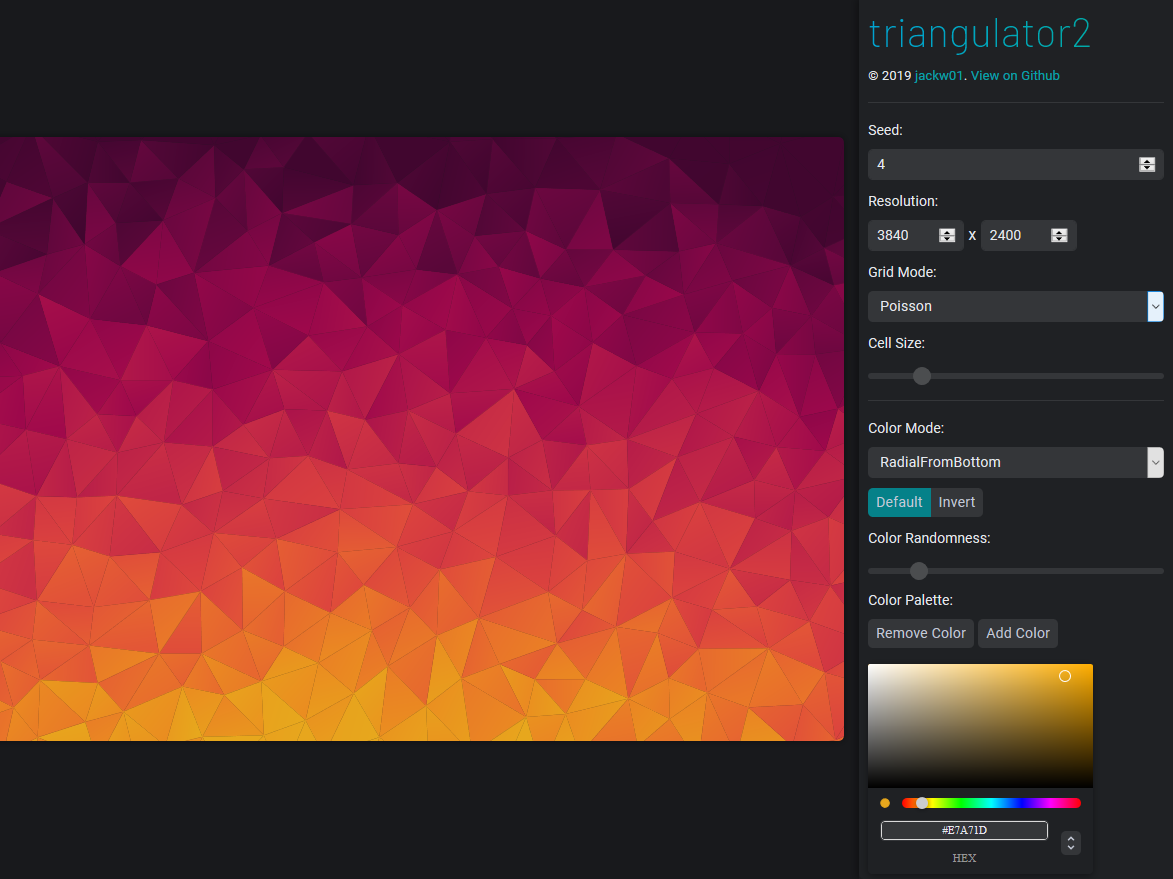 triangulator2
© 2019 jackw01. View on Github
Seed:
4
Resolution:
3840 x 2400
Grid Mode:
Poisson
Cell Size:
Color Mode:
RadialFromBottom
Default Invert
Color Randomness:
Color Palette:
Remove Color Add Color
#E7A71D
HEX